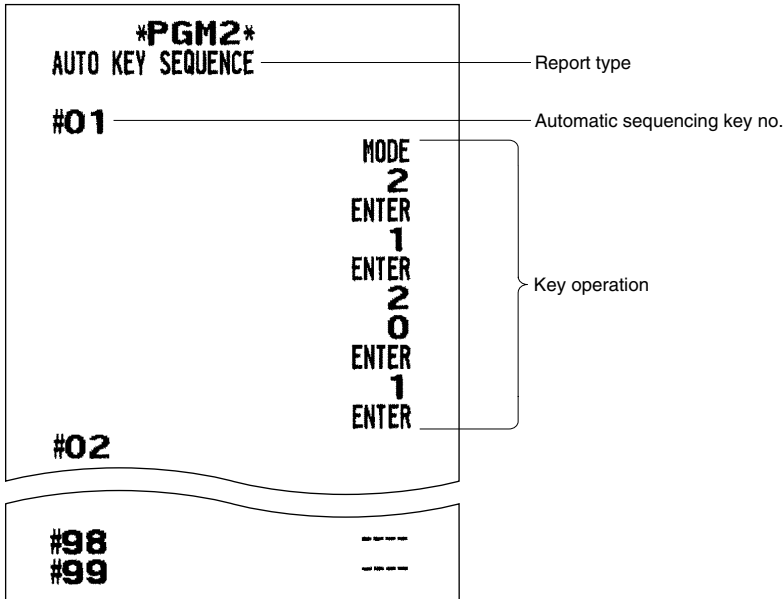 *PGM2*
AUTO KEY SEQUENCE
Report type
#01
Automatic sequencing key no.
MODE
2
ENTER
1
ENTER
2
0
ENTER
1
ENTER
Key operation
#02
#98 ----
#99 ----